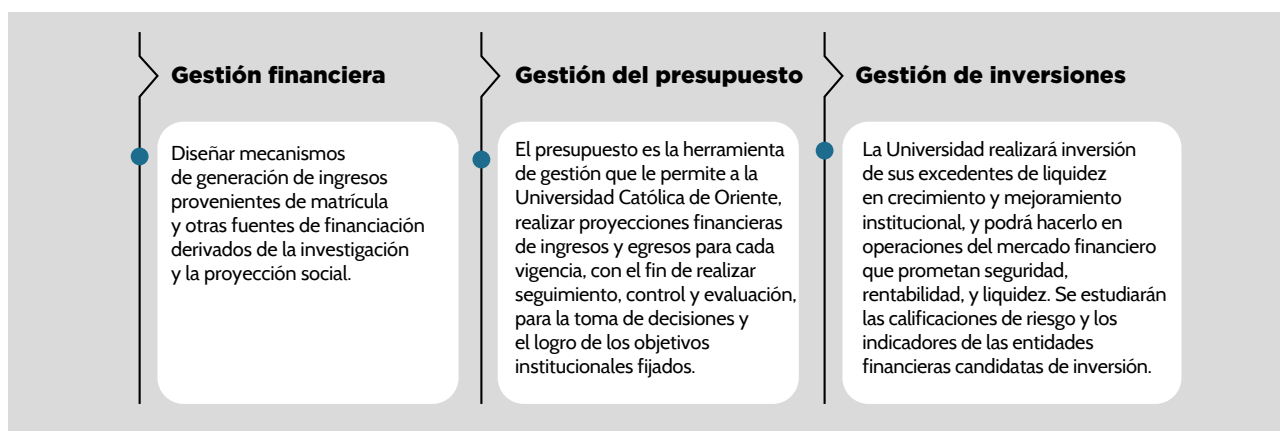 Gestión financiera
Diseñar mecanismos
de generación de ingresos
provenientes de matrícula
y otras fuentes de financiación
derivados de la investigación
y la proyección social.
Gestión del presupuesto
El presupuesto es la herramienta
de gestión que le permite a la
Universidad Católica de Oriente,
realizar proyecciones financieras
de ingresos y egresos para cada
vigencia, con el fin de realizar
seguimiento, control y evaluación,
para la toma de decisiones y
el logro de los objetivos
institucionales fijados.
Gestión de inversiones
La Universidad realizará inversión
de sus excedentes de liquidez
en crecimiento y mejoramiento
institucional, y podrá hacerlo en
operaciones del mercado financiero
que prometan seguridad,
rentabilidad, y liquidez. Se estudiarán
las calificaciones de riesgo y los
indicadores de las entidades
financieras candidatas de inversión.